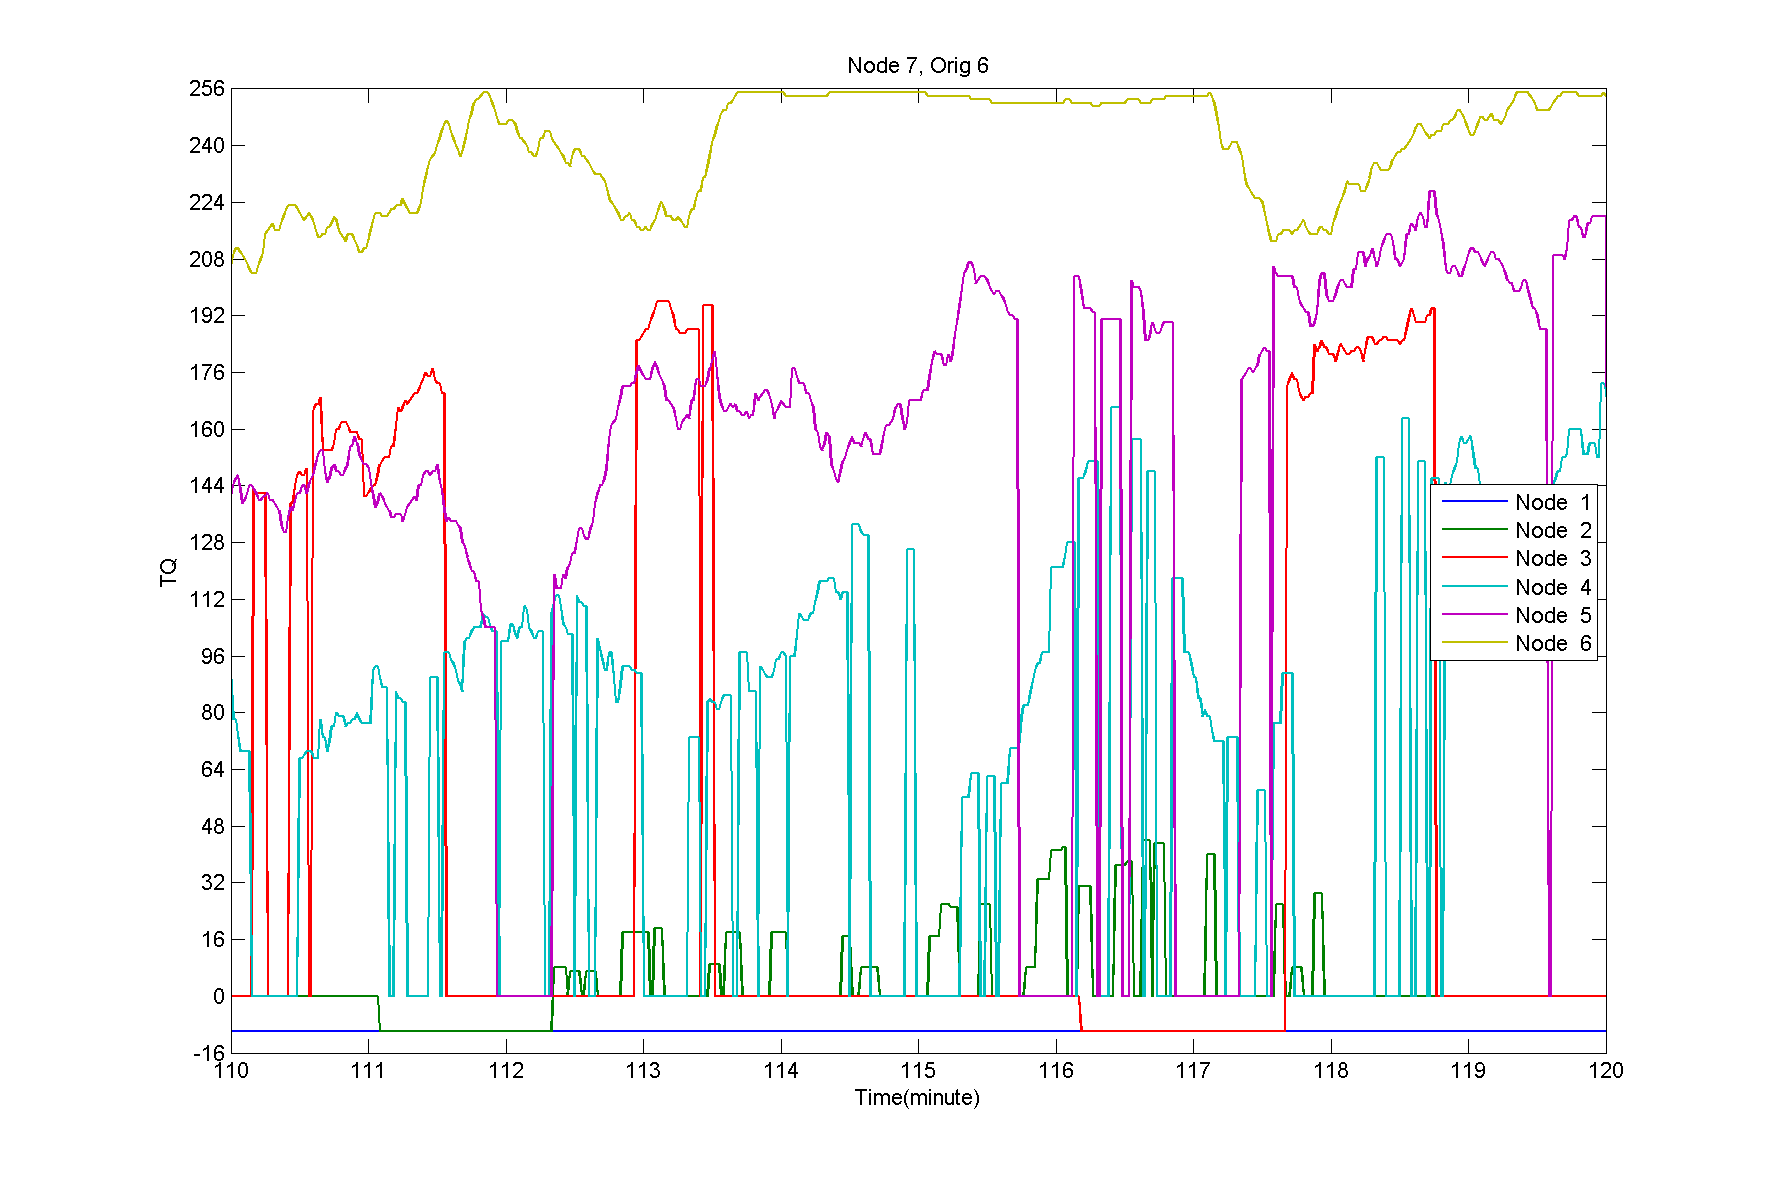 Node 7, Orig 6
256
240
224
208
192
176
160
144
128
112
96
80
64
48
32
16
0
-16
TQ
110 111 112 113 114 115 116 117 118 119 120
Time(minute)
Node 1
Node 2
Node 3
Node 4
Node 5
Node 6